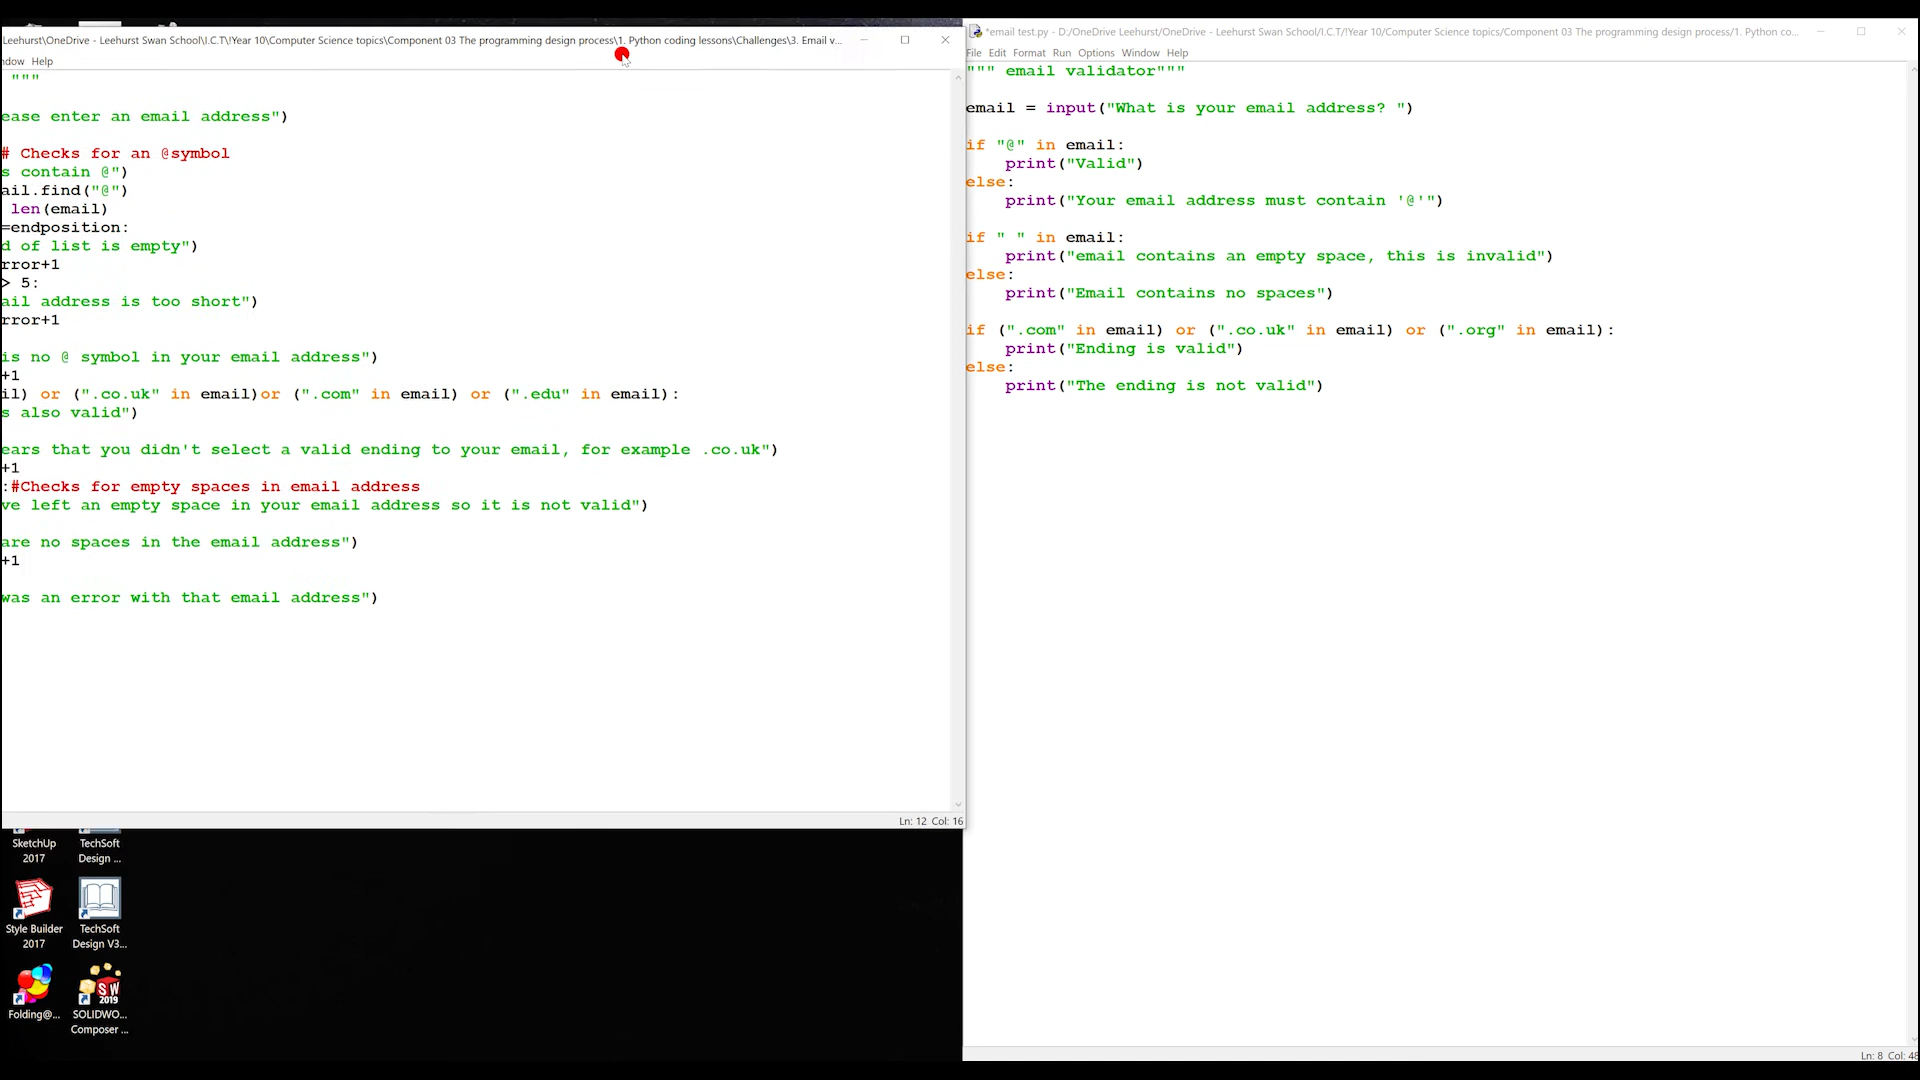 Leehurst\OneDrive - Leehurst Swan School\I.C.T\!Year 10\Computer Science topics\Component 03 The programming design process\1. Python coding lessons\Challenges\3. Email v...
ndow Help
"""
ease enter an email address")
# Checks for an @symbol
s contain @")
ail.find("@")
len(email)
=endposition:
d of list is empty")
rror+1
> 5:
ail address is too short")
rror+1
is no @ symbol in your email address")
+1
il) or (".co.uk" in email)or (".com" in email) or (".edu" in email):
s also valid")
ears that you didn't select a valid ending to your email, for example .co.uk")
+1
:#Checks for empty spaces in email address
ve left an empty space in your email address so it is not valid")
are no spaces in the email address")
+1
was an error with that email address")
Ln: 12 Col: 16
SketchUp 2017
TechSoft Design ...
Style Builder 2017
TechSoft Design V3...
Folding@...
SW 2019
SOLIDWO... Composer ...
*email test.py - D:/OneDrive Leehurst/OneDrive - Leehurst Swan School/I.C.T/!Year 10/Computer Science topics/Component 03 The programming design process/1. Python co...
File Edit Format Run Options Window Help
""" email validator"""
email = input("What is your email address? ")
if "@" in email:
print("Valid")
else:
print("Your email address must contain '@'")
if " " in email:
print("email contains an empty space, this is invalid")
else:
print("Email contains no spaces")
if (".com" in email) or (".co.uk" in email) or (".org" in email):
print("Ending is valid")
else:
print("The ending is not valid")
Ln: 8 Col: 48